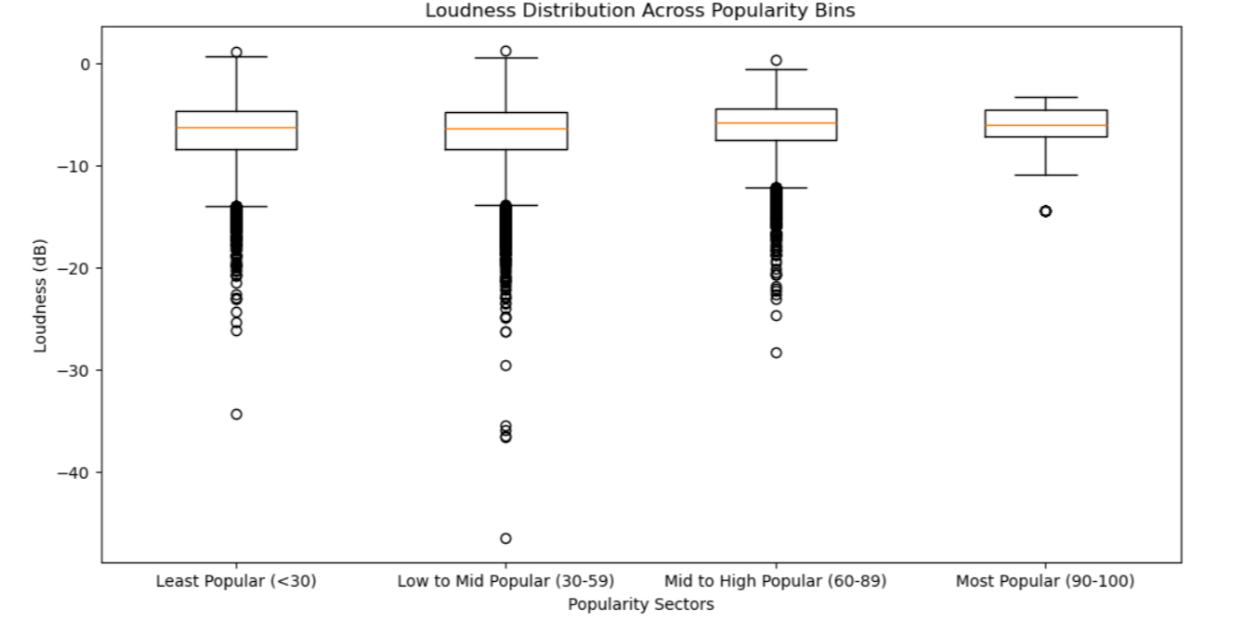 Loudness Distribution Across Popularity Bins
0
−10
−20
−30
−40
Loudness (dB)
Least Popular (<30)
Low to Mid Popular (30-59)
Mid to High Popular (60-89)
Most Popular (90-100)
Popularity Sectors